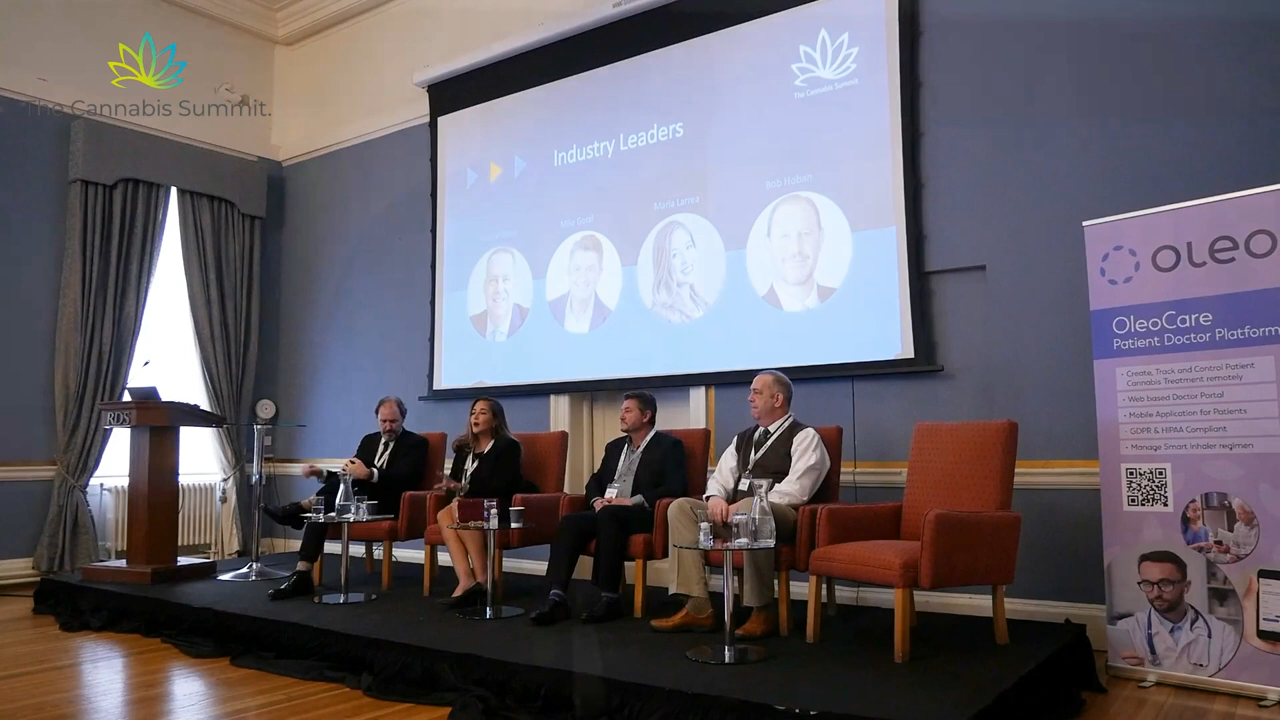 The Cannabis Summit.
The Cannabis Summit
Industry Leaders
Mike Goral
Maria Larrea
Bob Hoban
RDS
OLEO
OleoCare
Patient Doctor Platform
- Create, Track and Control Patient
Cannabis Treatment remotely
- Web based Doctor Portal
- Mobile Application for Patients
- GDPR & HIPAA Compliant
- Manage Smart Inhaler regimen